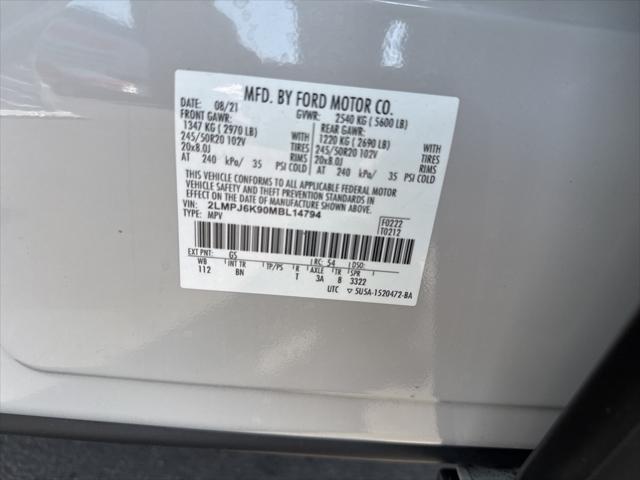 MFD. BY FORD MOTOR CO.
DATE: 08/21 GVWR: 2540 KG ( 5600 LB)
FRONT GAWR: REAR GAWR:
1347 KG ( 2970 LB) WITH 1220 KG ( 2690 LB) WITH
245/50R20 102V TIRES 245/50R20 102V TIRES
20x8.0J RIMS 20x8.0J RIMS
AT 240 kPa/ 35 PSI COLD AT 240 kPa/ 35 PSI COLD
THIS VEHICLE CONFORMS TO ALL APPLICABLE FEDERAL MOTOR
VEHICLE SAFETY AND THEFT PREVENTION STANDARDS IN
EFFECT ON THE DATE OF MANUFACTURE SHOWN ABOVE.
VIN: 2LMPJ6K90MBL14794
TYPE: MPV
F0222
T0212
EXT PNT: GS RC: 54 DSO:
WB INT TR TP/PS R AXLE TR SPR
112 BN T 3A B 3322
UTC ▽ 5U5A-1520472-BA